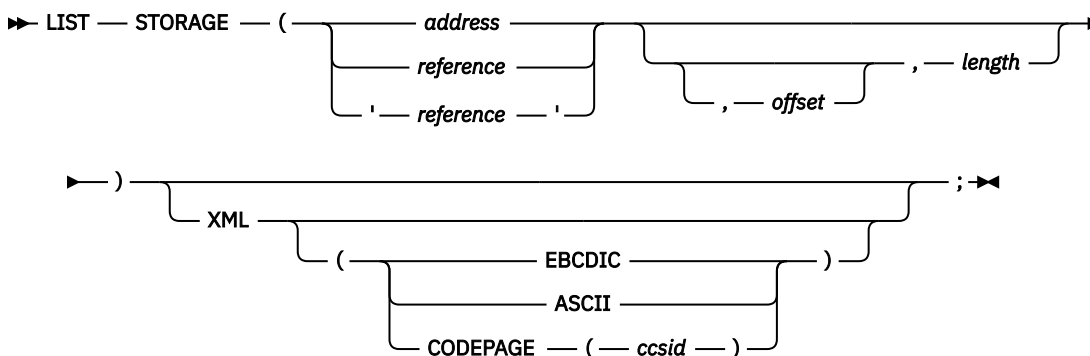 LIST STORAGE ( address
reference
' reference '
, offset , length
) ;
XML
( EBCDIC )
ASCII
CODEPAGE ( ccsid )